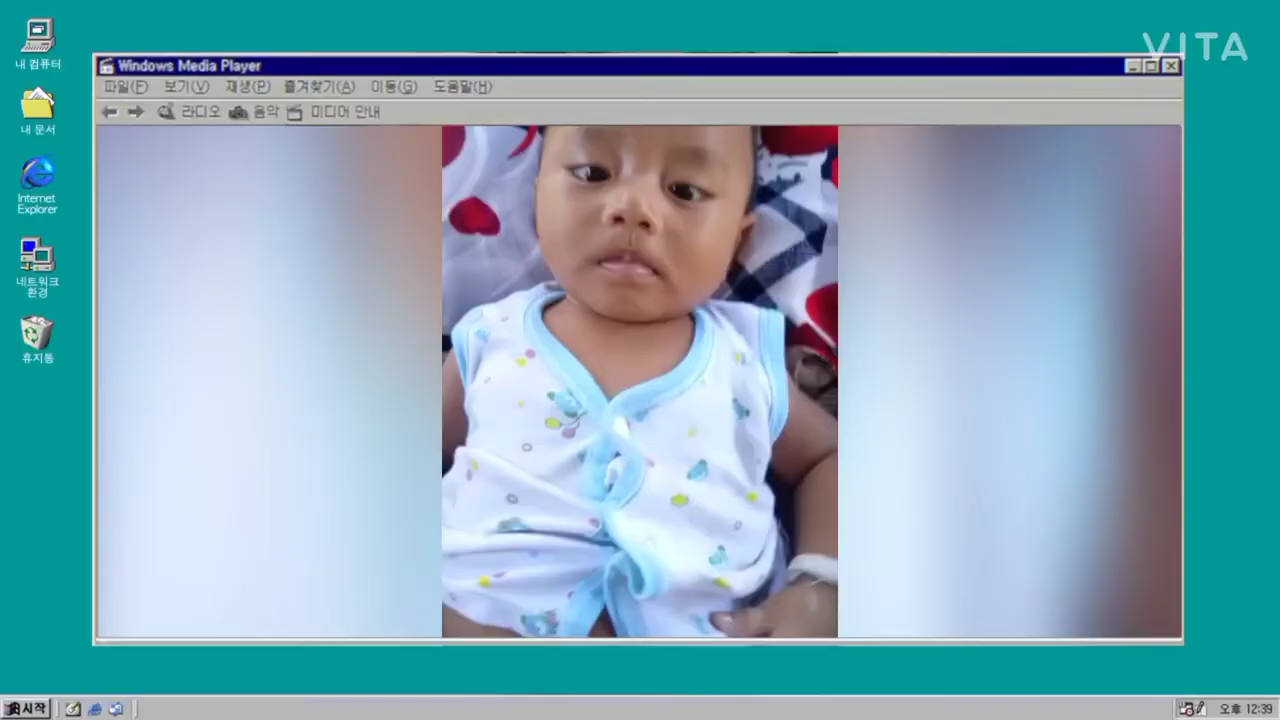 VITA
내 컴퓨터
내 문서
Internet
Explorer
네트워크
환경
휴지통
Windows Media Player
파일(F) 보기(V) 재생(P) 즐겨찾기(A) 이동(G) 도움말(H)
라디오 음악 미디어 안내
시작
오후 12:39